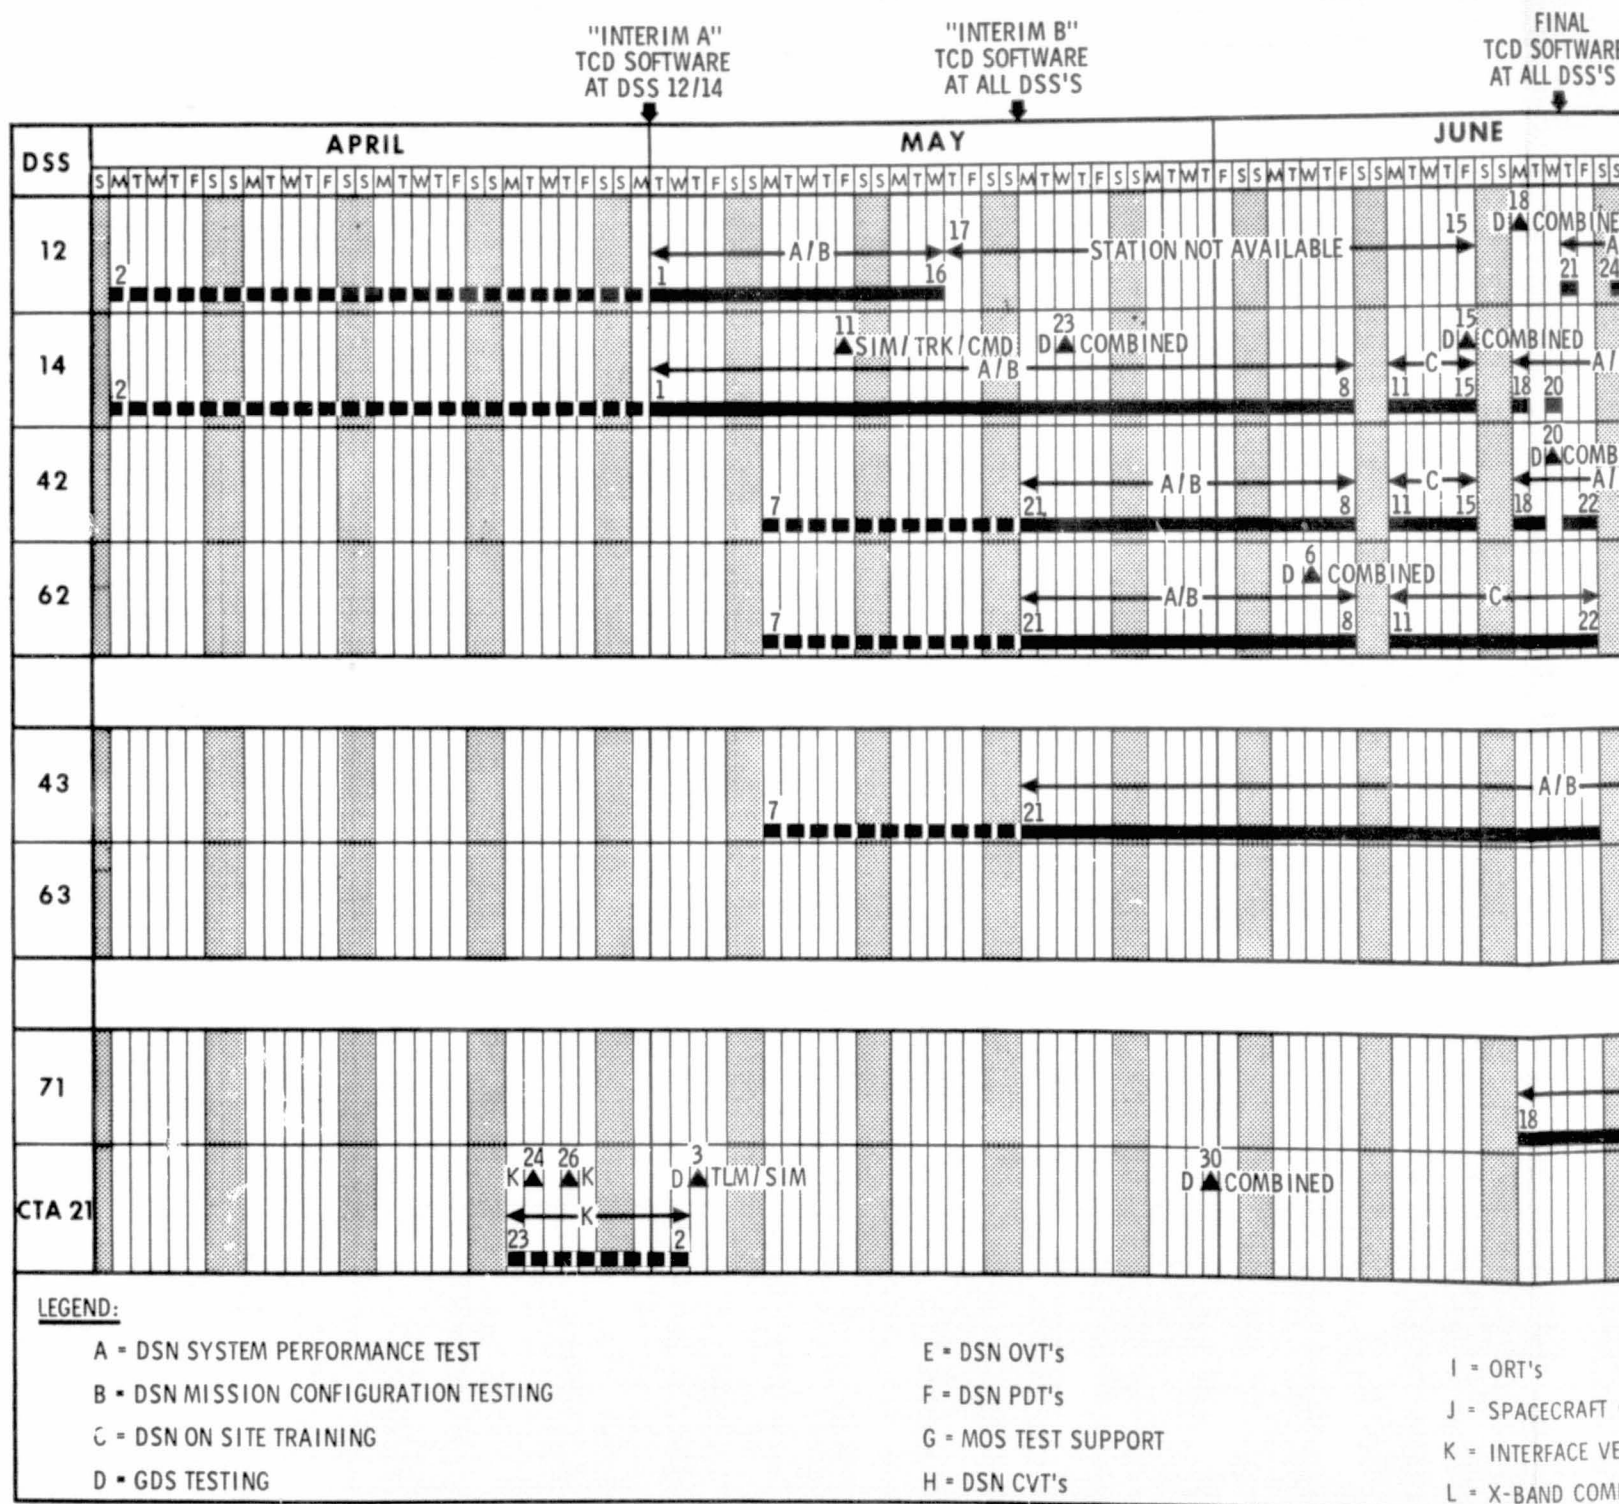 "INTERIM A"
TCD SOFTWARE
AT DSS 12/14
"INTERIM B"
TCD SOFTWARE
AT ALL DSS'S
FINAL
TCD SOFTWARE
AT ALL DSS'S
DSS
APRIL
MAY
JUNE
S M T W T F S S M T W T F S S M T W T F S S M T W T F S S M T W T F S S M T W T F S S M T W T F S S M T W T F S S M T W T F S S M T W T F S S M T W T F S S M T W T F S S M T W T F S S
12
2
1
A/B
16
17
STATION NOT AVAILABLE
15
18
D COMBINED
A
21
24
14
2
1
11
SIM/TRK/CMD
23
D COMBINED
A/B
8
11
C
15
15
D COMBINED
A/
18
20
42
7
21
A/B
8
11
C
15
20
D COMB
A/
18
22
62
7
21
A/B
6
D COMBINED
8
11
C
22
43
7
21
A/B
63
71
18
CTA 21
K 24
26 K
K
23
2
3
D TLM/SIM
30
D COMBINED
LEGEND:
A = DSN SYSTEM PERFORMANCE TEST
B = DSN MISSION CONFIGURATION TESTING
C = DSN ON SITE TRAINING
D = GDS TESTING
E = DSN OVT's
F = DSN PDT's
G = MOS TEST SUPPORT
H = DSN CVT's
I = ORT's
J = SPACECRAFT
K = INTERFACE VE
L = X-BAND COM